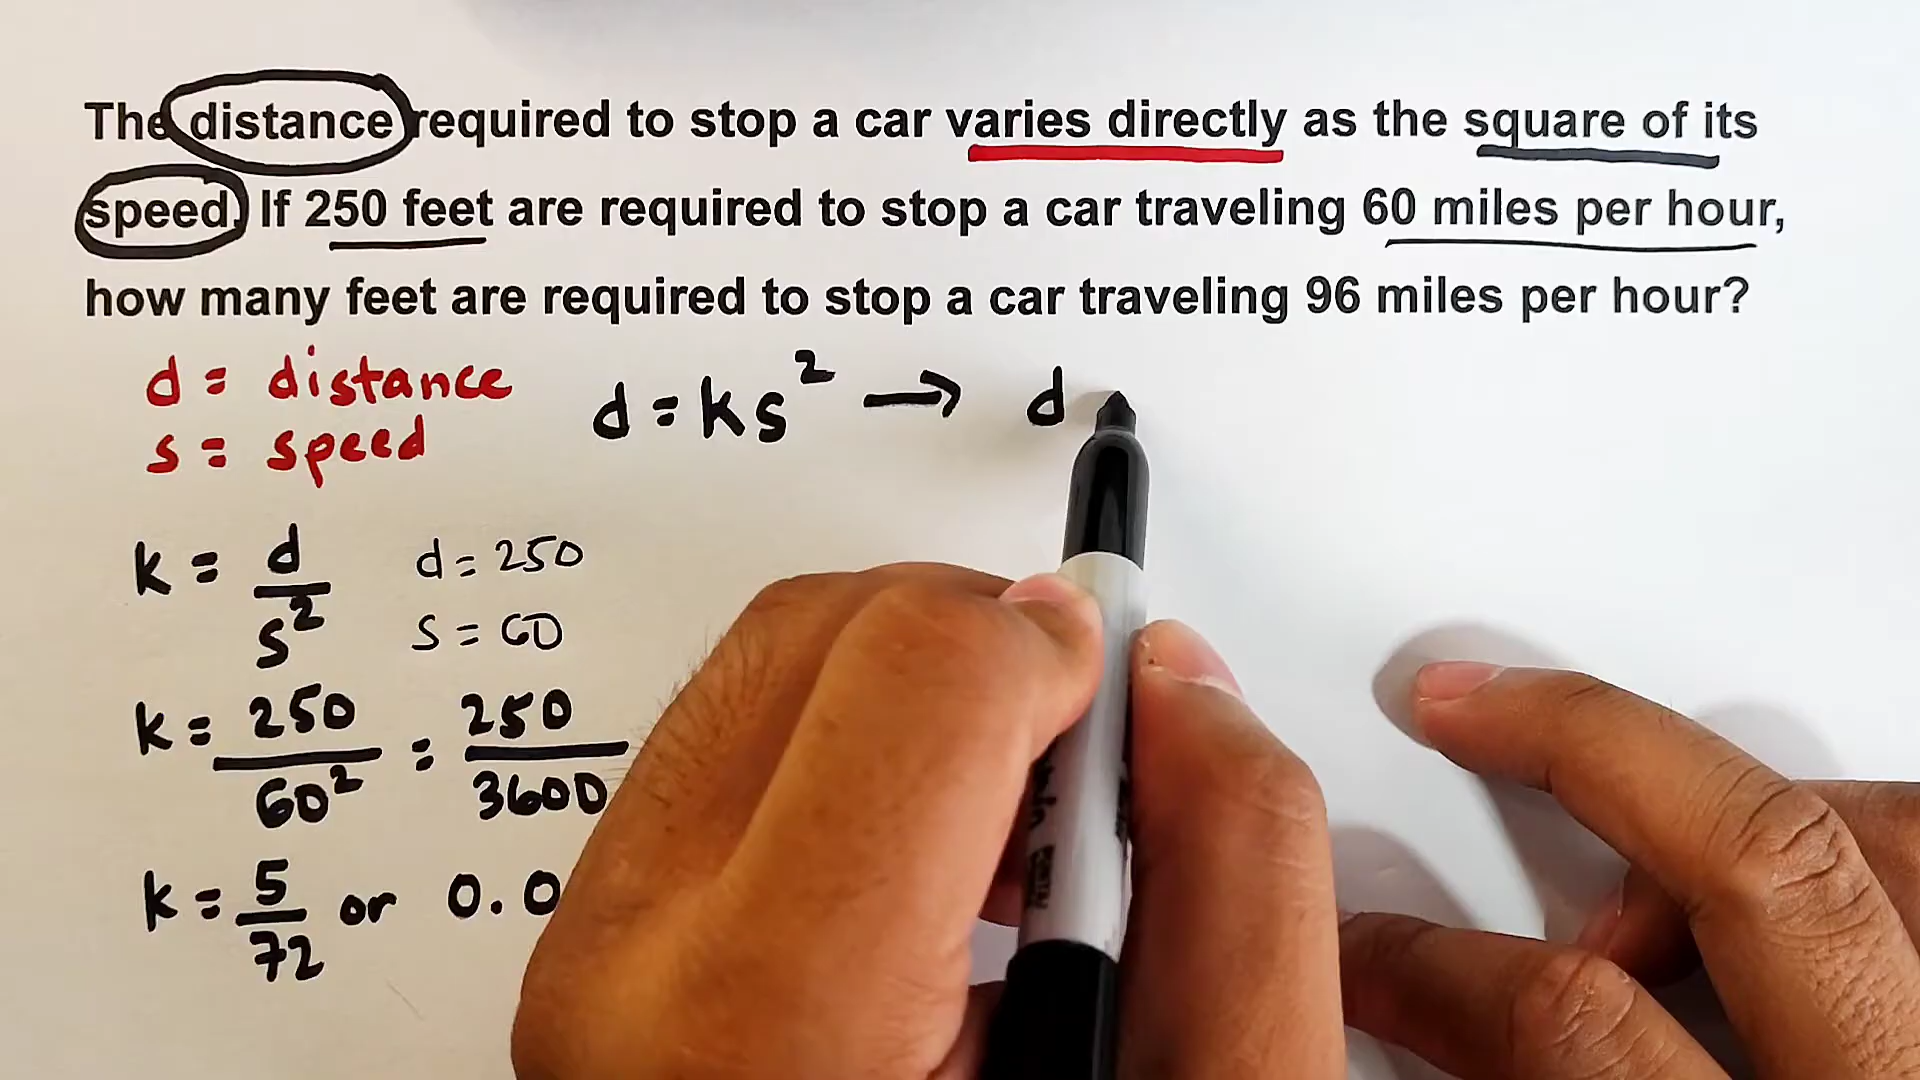 The distance required to stop a car varies directly as the square of its
speed. If 250 feet are required to stop a car traveling 60 miles per hour,
how many feet are required to stop a car traveling 96 miles per hour?
d = distance
s = speed
d = ks² → d
k = d/s²
d = 250
s = 60
k = 250/60² = 250/3600
k = 5/72 or 0.0